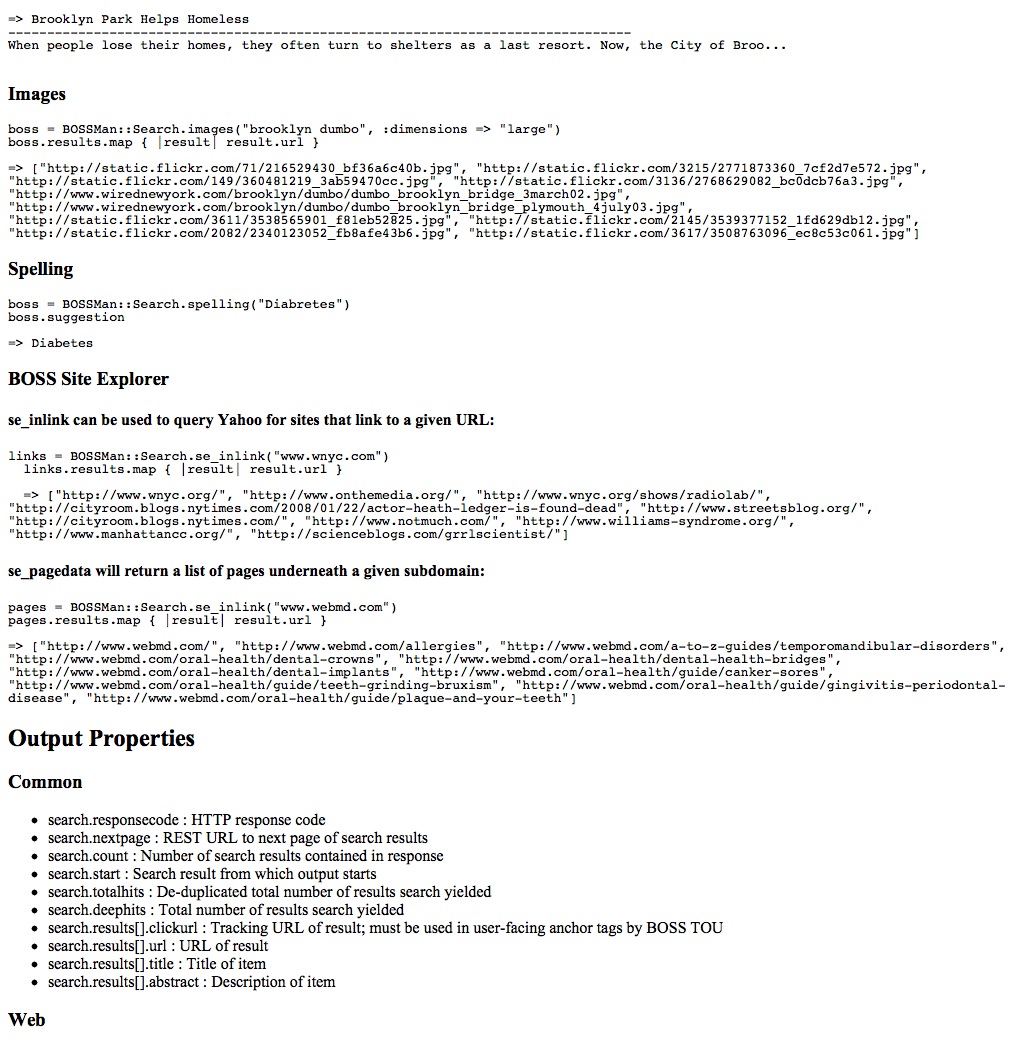 => Brooklyn Park Helps Homeless
--------------------------------------------------------------------------------
When people lose their homes, they often turn to shelters as a last resort. Now, the City of Broo...
Images
boss = BOSSMan::Search.images("brooklyn dumbo", :dimensions => "large")
boss.results.map { |result| result.url }
=> ["http://static.flickr.com/71/216529430_bf36a6c40b.jpg", "http://static.flickr.com/3215/2771873360_7cf2d7e572.jpg",
"http://static.flickr.com/149/360481219_3ab59470cc.jpg", "http://static.flickr.com/3136/2768629082_bc0dcb76a3.jpg",
"http://www.wirednewyork.com/brooklyn/dumbo/dumbo_brooklyn_bridge_3march02.jpg",
"http://www.wirednewyork.com/brooklyn/dumbo/dumbo_brooklyn_bridge_plymouth_4july03.jpg",
"http://static.flickr.com/3611/3538565901_f81eb52825.jpg", "http://static.flickr.com/2145/3539377152_1fd629db12.jpg",
"http://static.flickr.com/2082/2340123052_fb8afe43b6.jpg", "http://static.flickr.com/3617/3508763096_ec8c53c061.jpg"]
Spelling
boss = BOSSMan::Search.spelling("Diabretes")
boss.suggestion
=> Diabetes
BOSS Site Explorer
se_inlink can be used to query Yahoo for sites that link to a given URL:
links = BOSSMan::Search.se_inlink("www.wnyc.com")
  links.results.map { |result| result.url }
  => ["http://www.wnyc.org/", "http://www.onthemedia.org/", "http://www.wnyc.org/shows/radiolab/",
"http://cityroom.blogs.nytimes.com/2008/01/22/actor-heath-ledger-is-found-dead", "http://www.streetsblog.org/",
"http://cityroom.blogs.nytimes.com/", "http://www.notmuch.com/", "http://www.williams-syndrome.org/",
"http://www.manhattancc.org/", "http://scienceblogs.com/grrlscientist/"]
se_pagedata will return a list of pages underneath a given subdomain:
pages = BOSSMan::Search.se_inlink("www.webmd.com")
pages.results.map { |result| result.url }
=> ["http://www.webmd.com/", "http://www.webmd.com/allergies", "http://www.webmd.com/a-to-z-guides/temporomandibular-disorders",
"http://www.webmd.com/oral-health/dental-crowns", "http://www.webmd.com/oral-health/dental-health-bridges",
"http://www.webmd.com/oral-health/dental-implants", "http://www.webmd.com/oral-health/guide/canker-sores",
"http://www.webmd.com/oral-health/guide/teeth-grinding-bruxism", "http://www.webmd.com/oral-health/guide/gingivitis-periodontal-
disease", "http://www.webmd.com/oral-health/guide/plaque-and-your-teeth"]
Output Properties
Common
• search.responsecode : HTTP response code
• search.nextpage : REST URL to next page of search results
• search.count : Number of search results contained in response
• search.start : Search result from which output starts
• search.totalhits : De-duplicated total number of results search yielded
• search.deephits : Total number of results search yielded
• search.results[].clickurl : Tracking URL of result; must be used in user-facing anchor tags by BOSS TOU
• search.results[].url : URL of result
• search.results[].title : Title of item
• search.results[].abstract : Description of item
Web